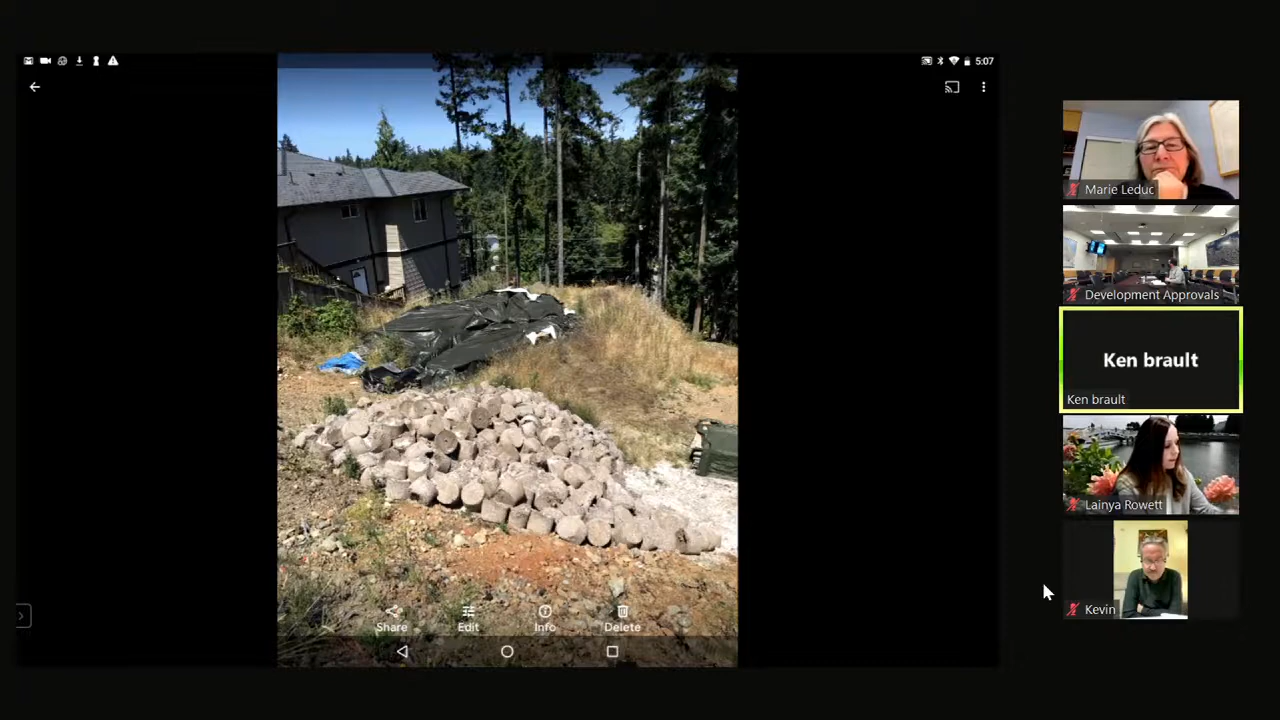 5:07
Marie Leduc
Development Approvals
Ken brault
Ken brault
Lainya Rowett
Kevin
Share Edit Info Delete